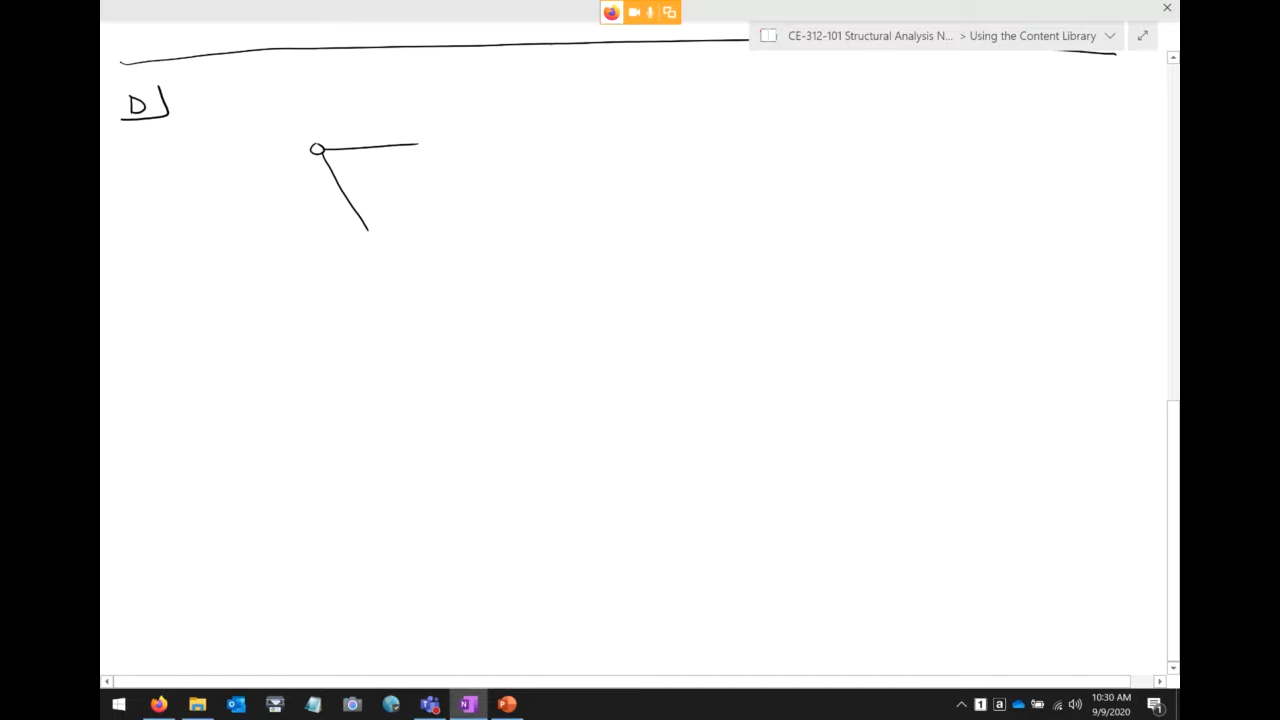 CE-312-101 Structural Analysis N... > Using the Content Library
D)
10:30 AM
9/9/2020